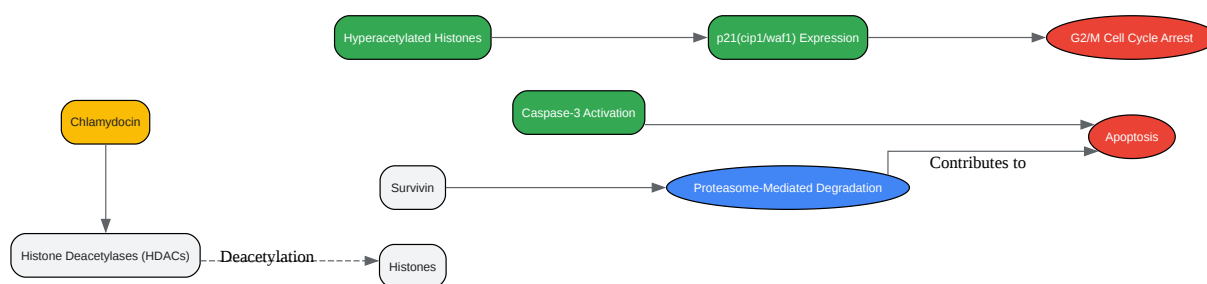 Hyperacetylated Histones
p21(cip1/waf1) Expression
G2/M Cell Cycle Arrest
Chlamydocin
Caspase-3 Activation
Apoptosis
Contributes to
Survivin
Proteasome-Mediated Degradation
Histone Deacetylases (HDACs)
Deacetylation
Histones